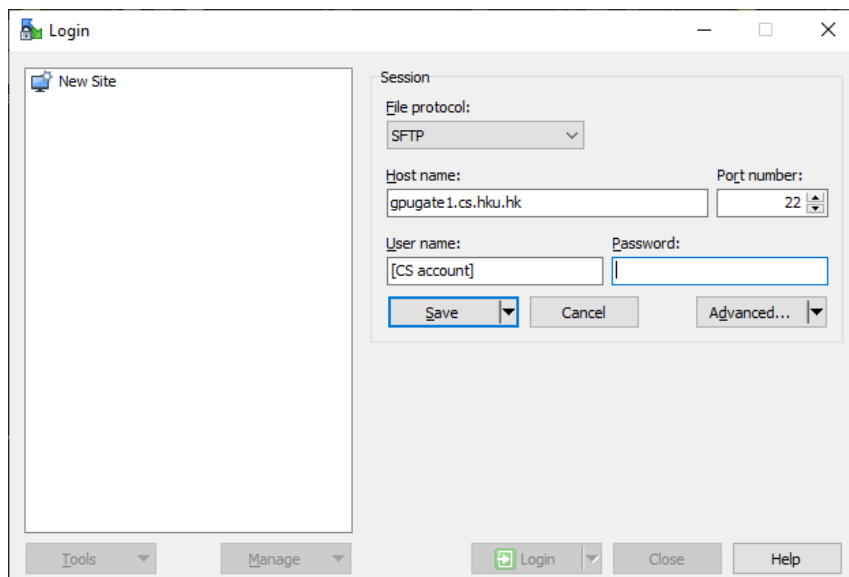 Login
New Site
Session
File protocol:
SFTP
Host name:
Port number:
gpugate1.cs.hku.hk
22
User name:
Password:
[CS account]
Save
Cancel
Advanced...
Tools
Manage
Login
Close
Help